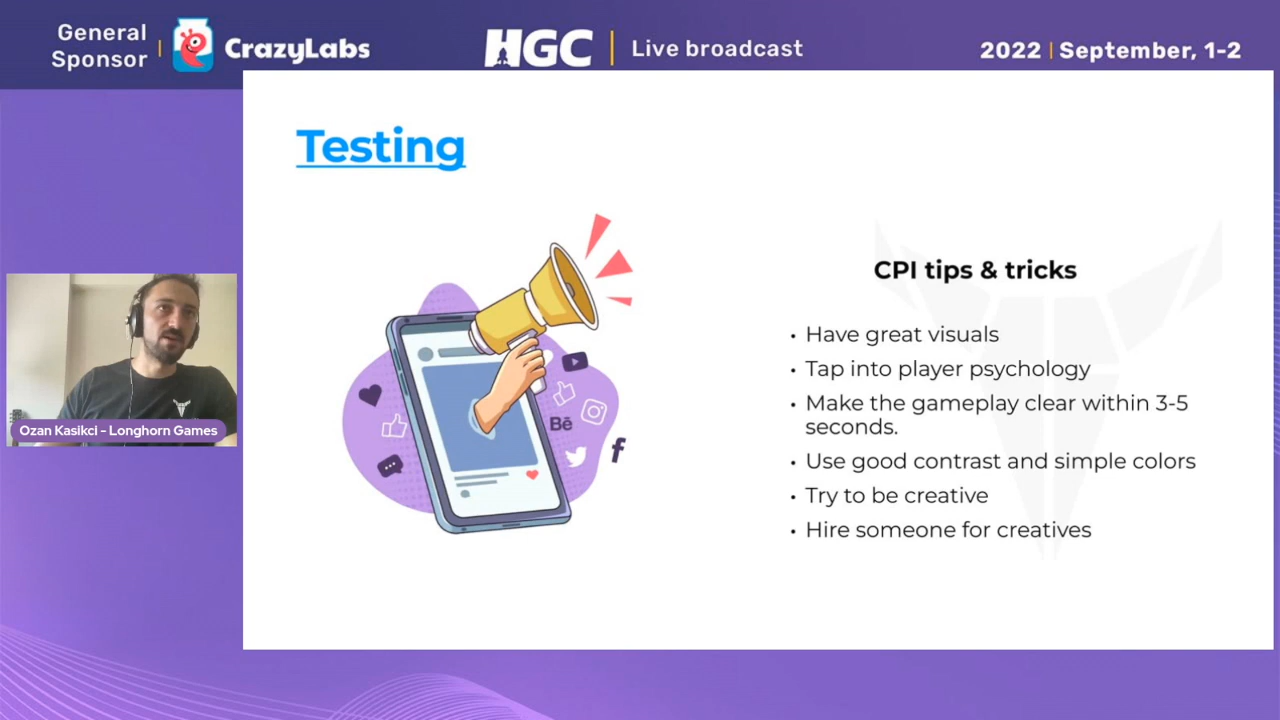 General
Sponsor
CrazyLabs
HGC
Live broadcast
2022 | September, 1-2
Testing
CPI tips & tricks
• Have great visuals
• Tap into player psychology
• Make the gameplay clear within 3-5
seconds.
• Use good contrast and simple colors
• Try to be creative
• Hire someone for creatives
Bē
f
Ozan Kasikci - Longhorn Games